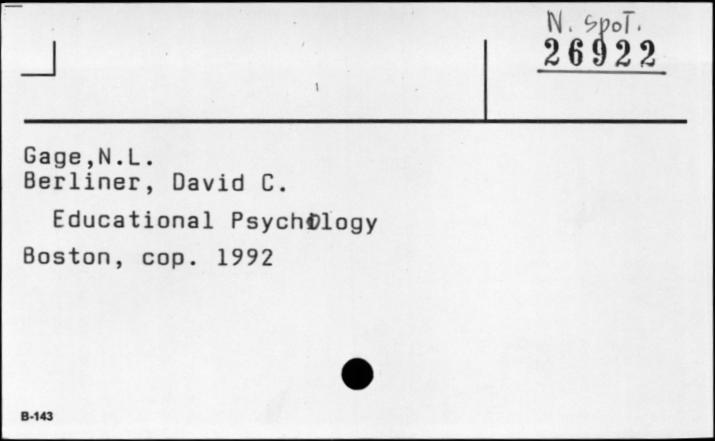 N. spoT.
26922
Gage,N.L.
Berliner, David C.
Educational Psychology
Boston, cop. 1992
B-143